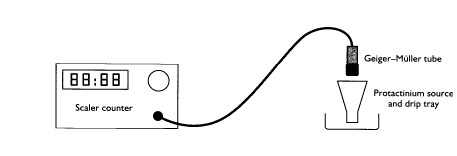 88:88
Scaler counter
Geiger–Müller tube
Protactinium source
and drip tray